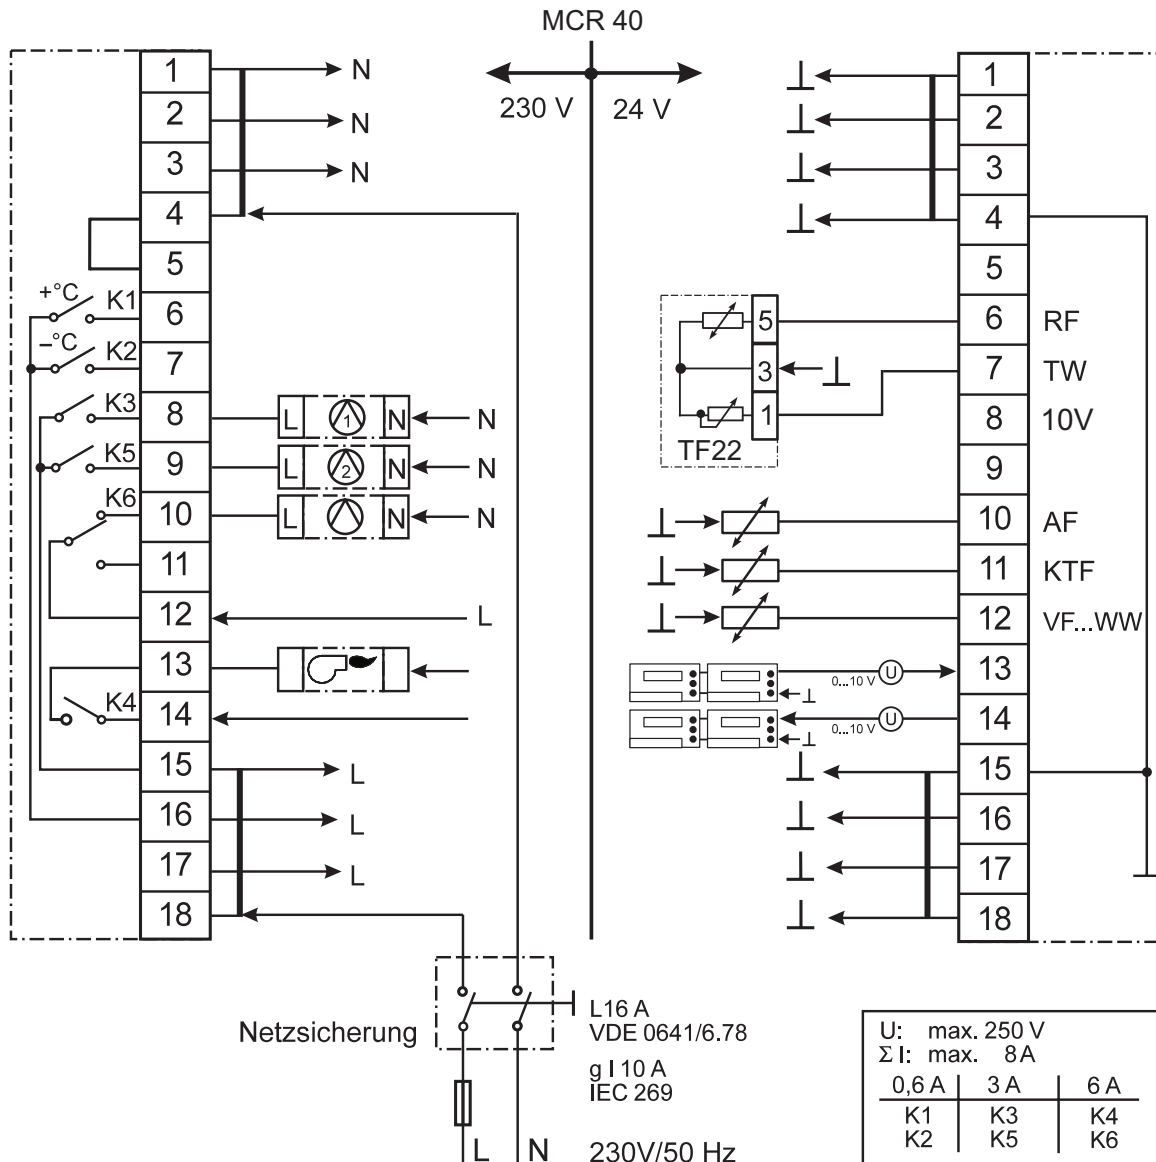 MCR 40
230 V 24 V
1 N
2 N
3 N
4
5
+°C K1 6
–°C K2 7
K3 8 L 1 N N
K5 9 L 2 N N
K6 10 L N N
11
12 L
13
K4 14
15 L
16 L
17 L
18
1
2
3
4
5
5 6 RF
3 7 TW
1 8 10V
TF22 9
10 AF
11 KTF
12 VF...WW
0...10 V U 13
0...10 V U 14
15
16
17
18
Netzsicherung
L16 A
VDE 0641/6.78
g I 10 A
IEC 269
L N 230V/50 Hz
U: max. 250 V
Σ I: max. 8 A
0,6 A 3 A 6 A
K1 K3 K4
K2 K5 K6